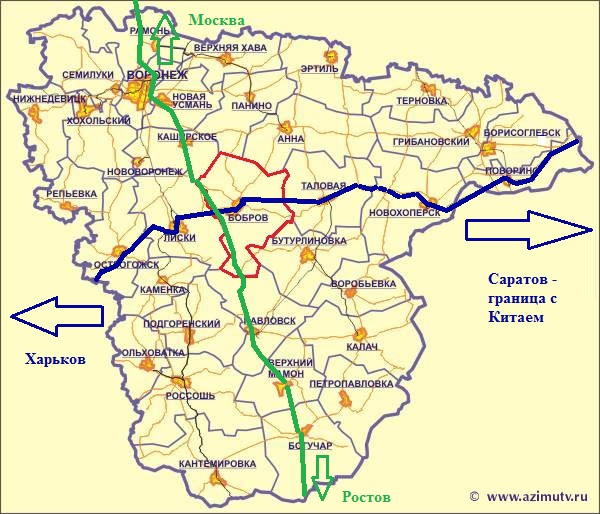 Москва
РАМОНЬ
ВЕРХНЯЯ ХАВА
ЭРТИЛЬ
СЕМИЛУКИ
ВОРОНЕЖ
НИЖНЕДЕВИЦК
НОВАЯ
УСМАНЬ
ПАНИНО
ТЕРНОВКА
ХОХОЛЬСКИЙ
КАШИРСКОЕ
АННА
ГРИБАНОВСКИЙ
БОРИСОГЛЕБСК
НОВОВОРОНЕЖ
ПОВОРИНО
РЕПЬЕВКА
ТАЛОВАЯ
БОБРОВ
НОВОХОПЕРСК
ЛИСКИ
БУТУРЛИНОВКА
ОСТРОГОЖСК
КАМЕНКА
ВОРОБЬЕВКА
Саратов -
граница с
Китаем
ПОДГОРЕНСКИЙ
ПАВЛОВСК
КАЛАЧ
Харьков
ОЛЬХОВАТКА
ВЕРХНИЙ
МАМОН
ПЕТРОПАВЛОВКА
РОССОШЬ
БОГУЧАР
КАНТЕМИРОВКА
Ростов
© www.azimutv.ru